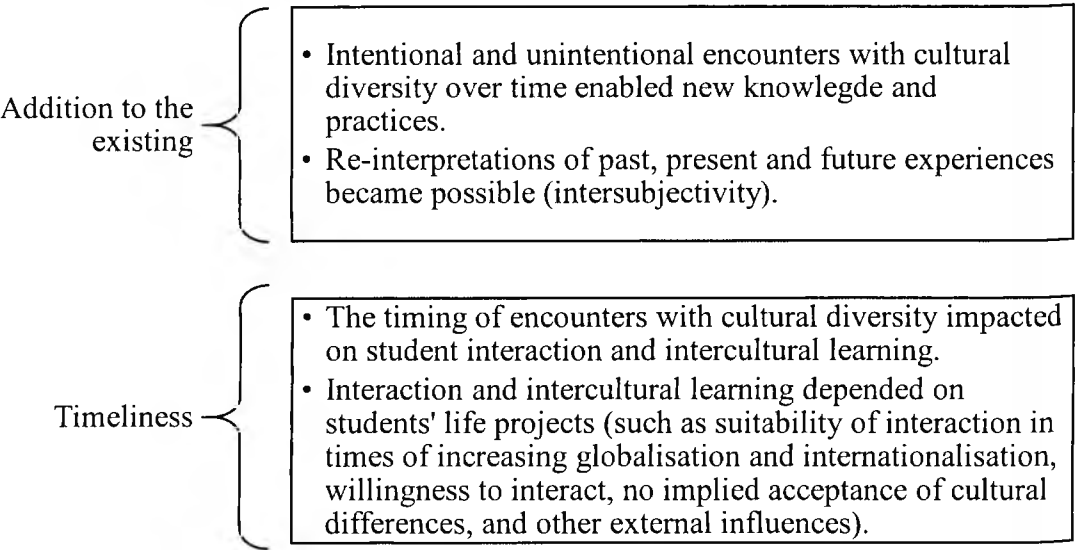 Addition to the
existing
• Intentional and unintentional encounters with cultural
diversity over time enabled new knowlegde and
practices.
• Re-interpretations of past, present and future experiences
became possible (intersubjectivity).
Timeliness
• The timing of encounters with cultural diversity impacted
on student interaction and intercultural learning.
• Interaction and intercultural learning depended on
students' life projects (such as suitability of interaction in
times of increasing globalisation and internationalisation,
willingness to interact, no implied acceptance of cultural
differences, and other external influences).